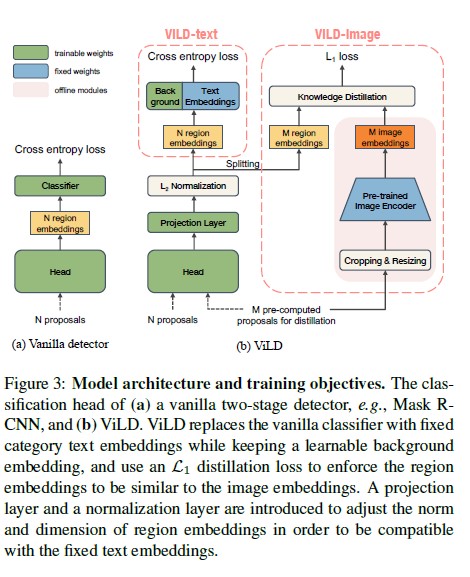 ViLD-text
ViLD-image
trainable weights
fixed weights
offline modules
Cross entropy loss
L₁ loss
Back
ground
Text
Embeddings
Knowledge Distillation
N region
embeddings
M region
embeddings
M image
embeddings
Cross entropy loss
Splitting
Classifier
L₂ Normalization
Pre-trained
Image Encoder
N region
embeddings
Projection Layer
Cropping & Resizing
Head
Head
N proposals
N proposals
M pre-computed
proposals for distillation
(a) Vanilla detector
(b) ViLD
Figure 3: Model architecture and training objectives. The clas-
sification head of (a) a vanilla two-stage detector, e.g., Mask R-
CNN, and (b) ViLD. ViLD replaces the vanilla classifier with fixed
category text embeddings while keeping a learnable background
embedding, and use an ℒ₁ distillation loss to enforce the region
embeddings to be similar to the image embeddings. A projection
layer and a normalization layer are introduced to adjust the norm
and dimension of region embeddings in order to be compatible
with the fixed text embeddings.